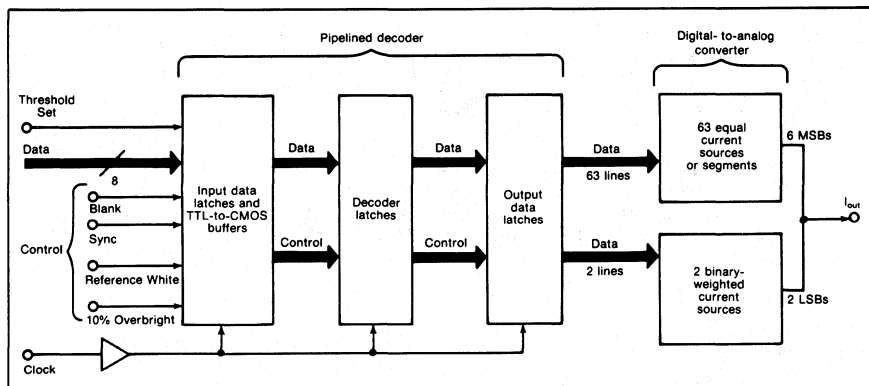 Pipelined decoder
Digital- to-analog
converter
Threshold
Set
Data
8
Control
Blank
Sync
Reference White
10% Overbright
Clock
Input data
latches and
TTL-to-CMOS
buffers
Data
Control
Decoder
latches
Data
Control
Output
data
latches
Data
63 lines
Data
2 lines
63 equal
current
sources
or segments
2 binary-
weighted
current
sources
6 MSBs
2 LSBs
Iout